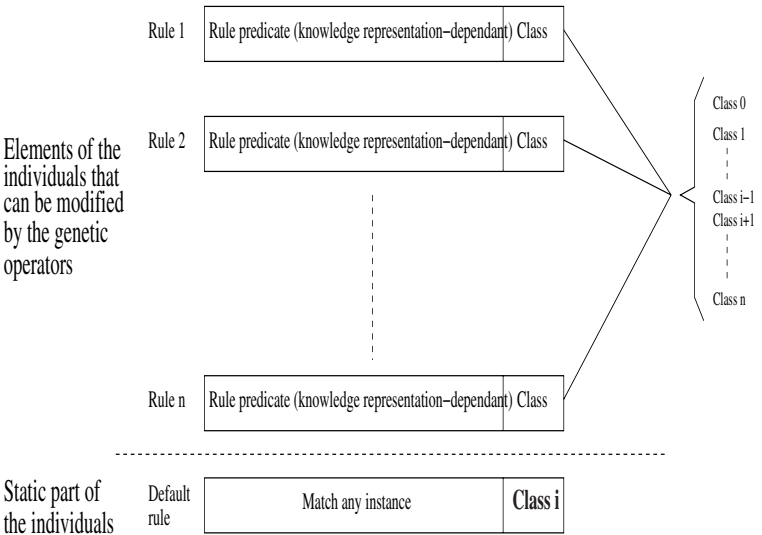 Rule 1
Rule predicate (knowledge representation−dependant) Class
Rule 2
Rule predicate (knowledge representation−dependant) Class
Elements of the
individuals that
can be modified
by the genetic
operators
Class 0
Class 1
Class i−1
Class i+1
Class n
Rule n
Rule predicate (knowledge representation−dependant) Class
Static part of
the individuals
Default
rule
Match any instance
Class i